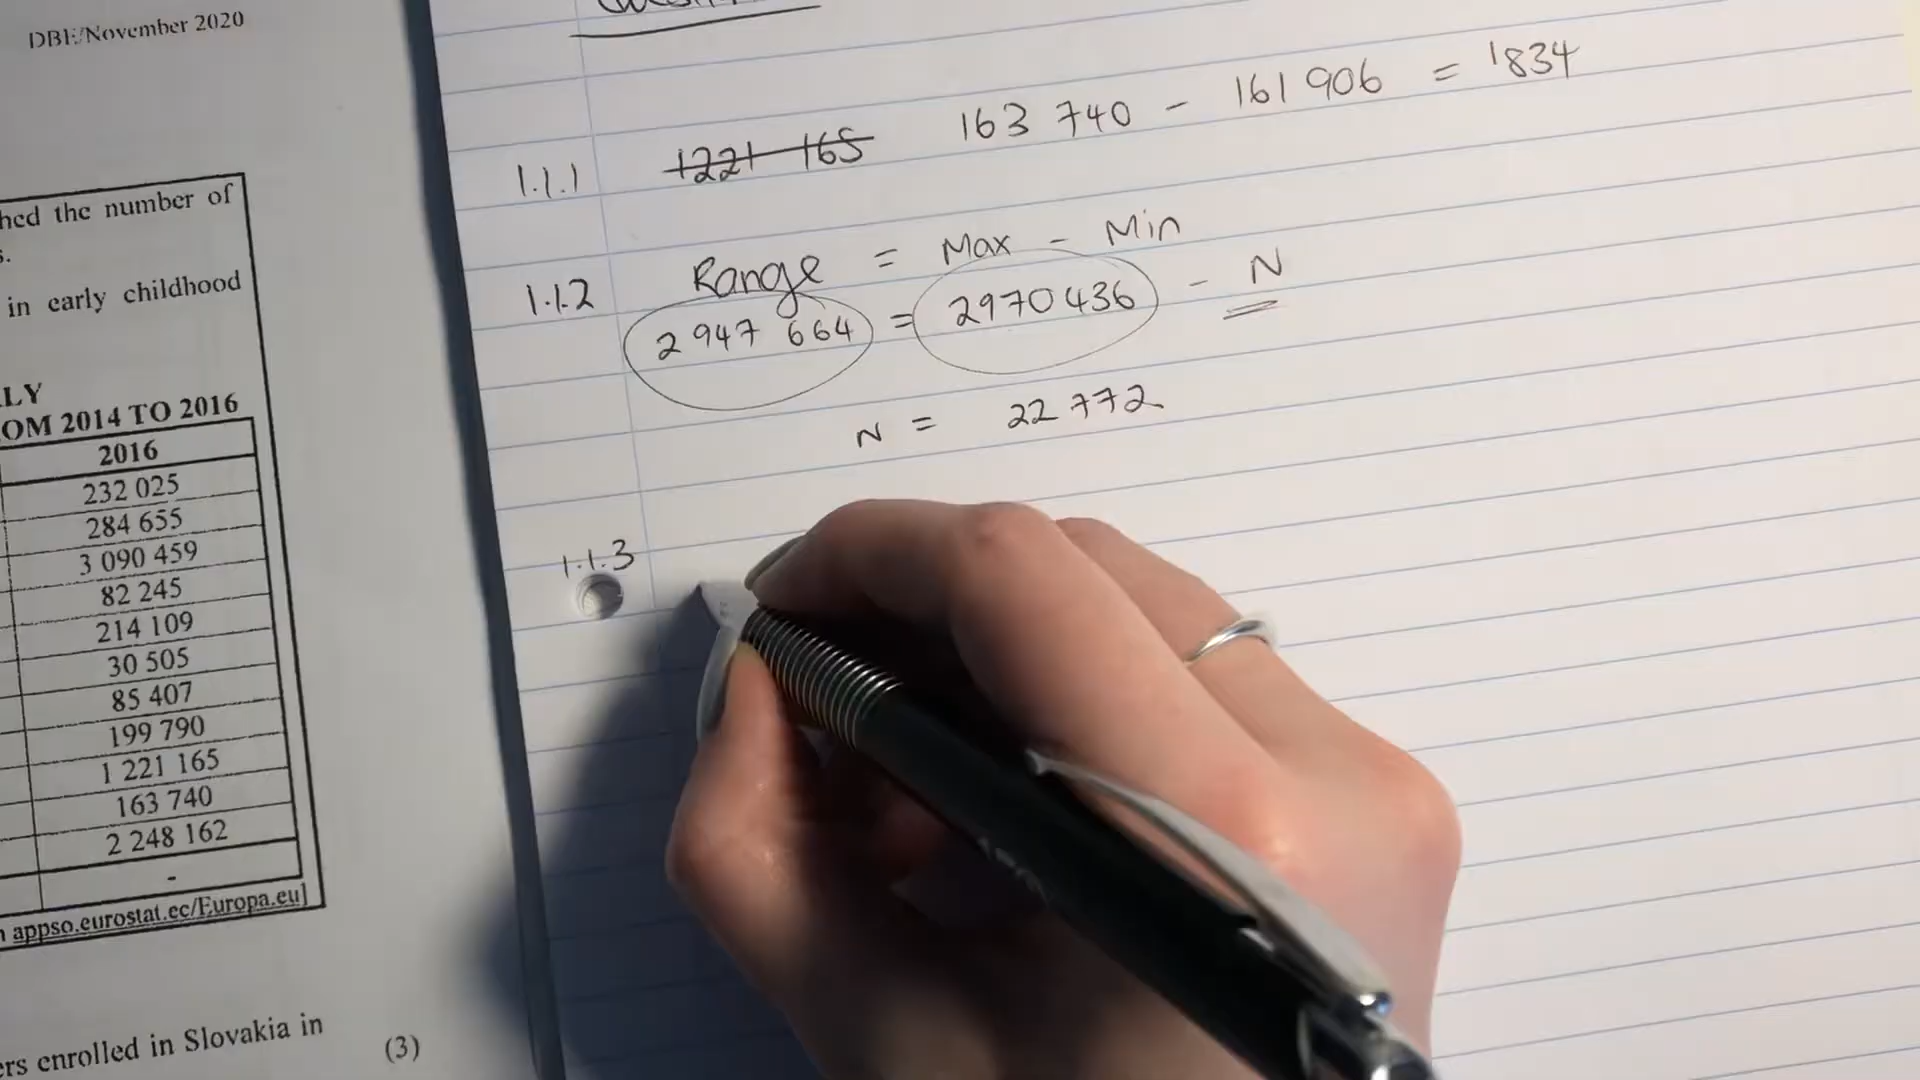 DBE/November 2020
hed the number of
s.
in early childhood
LY
OM 2014 TO 2016
2016
232 025
284 655
3 090 459
82 245
214 109
30 505
85 407
199 790
1 221 165
163 740
2 248 162
-
appso.eurostat.ec/Europa.eu]
ers enrolled in Slovakia in
(3)
1.1.1 1221 165 163 740 - 161 906 = 1834
1.1.2 Range = Max - Min
2 947 664 = 2970 436 - N
N = 22 772
1.1.3